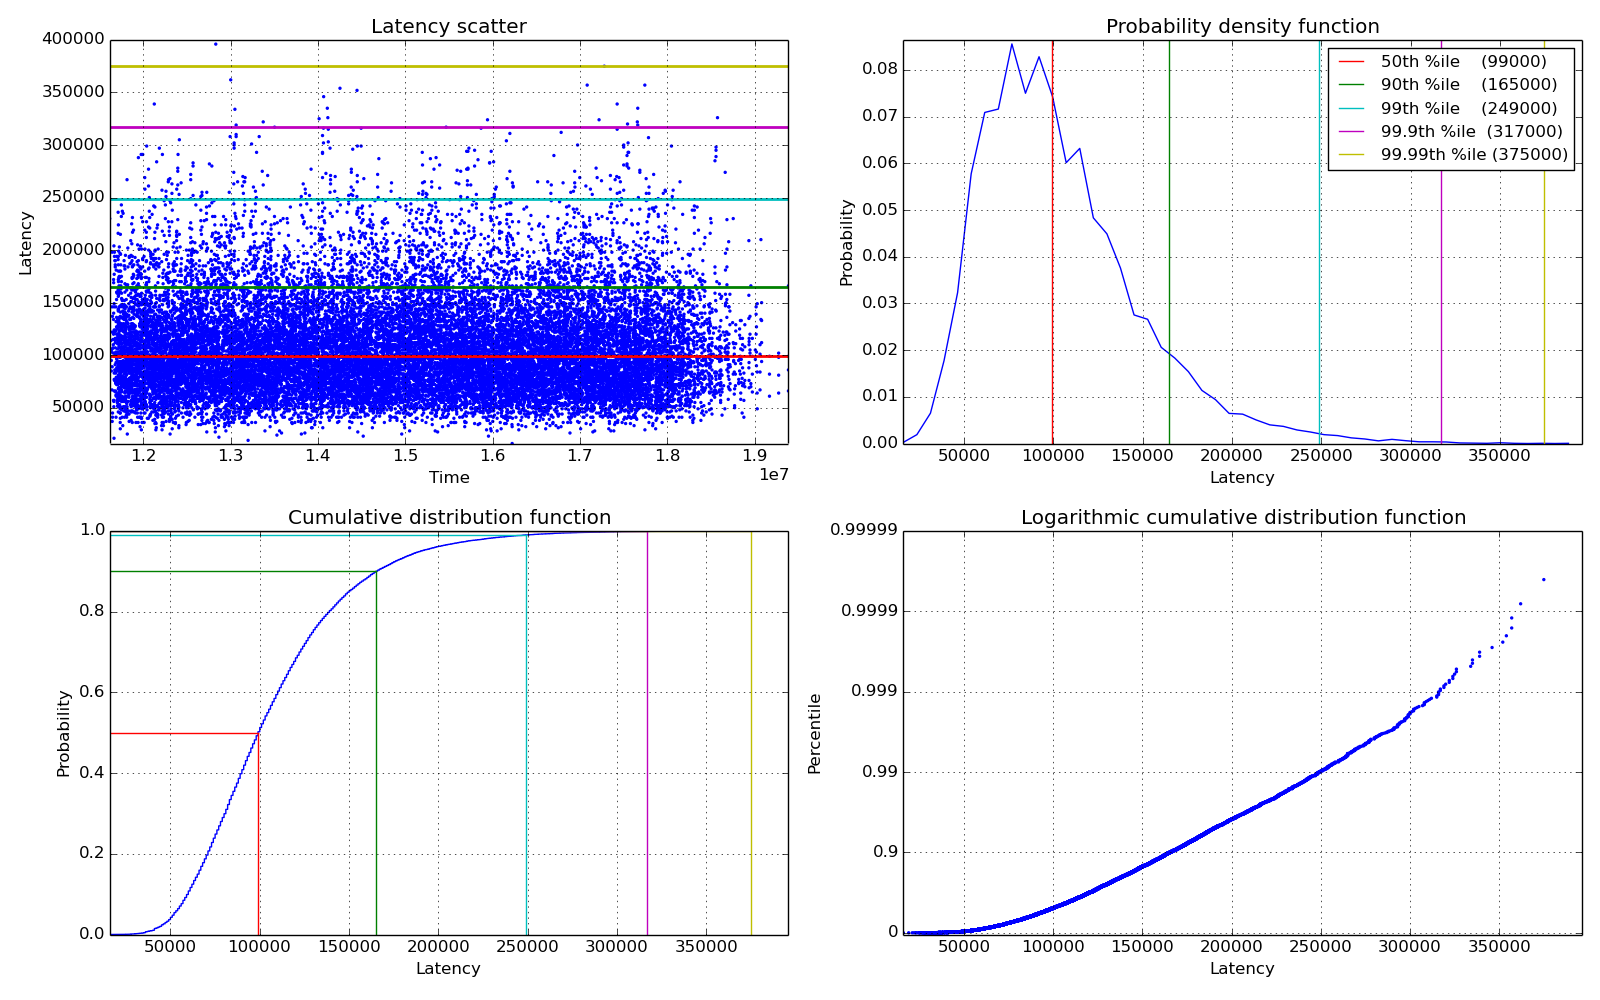 Latency scatter
400000
350000
300000
250000
200000
150000
100000
50000
Latency
1.2 1.3 1.4 1.5 1.6 1.7 1.8 1.9
1e7
Time
Probability density function
0.08
0.07
0.06
0.05
0.04
0.03
0.02
0.01
0.00
Probability
50th %ile (99000)
90th %ile (165000)
99th %ile (249000)
99.9th %ile (317000)
99.99th %ile (375000)
50000 100000 150000 200000 250000 300000 350000
Latency
Cumulative distribution function
1.0
0.8
0.6
0.4
0.2
0.0
Probability
50000 100000 150000 200000 250000 300000 350000
Latency
Logarithmic cumulative distribution function
0.99999
0.9999
0.999
0.99
0.9
0
Percentile
50000 100000 150000 200000 250000 300000 350000
Latency